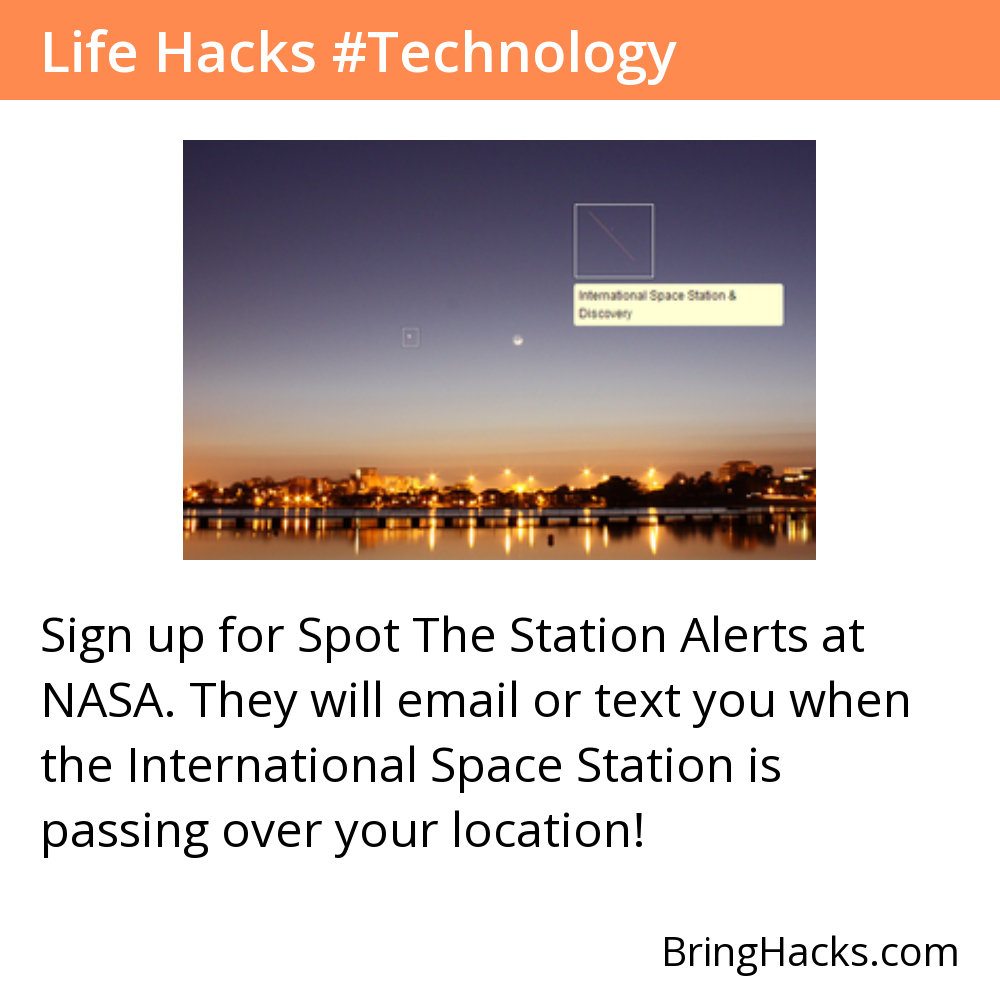 Life Hacks #Technology
International Space Station &
Discovery
Sign up for Spot The Station Alerts at
NASA. They will email or text you when
the International Space Station is
passing over your location!
BringHacks.com